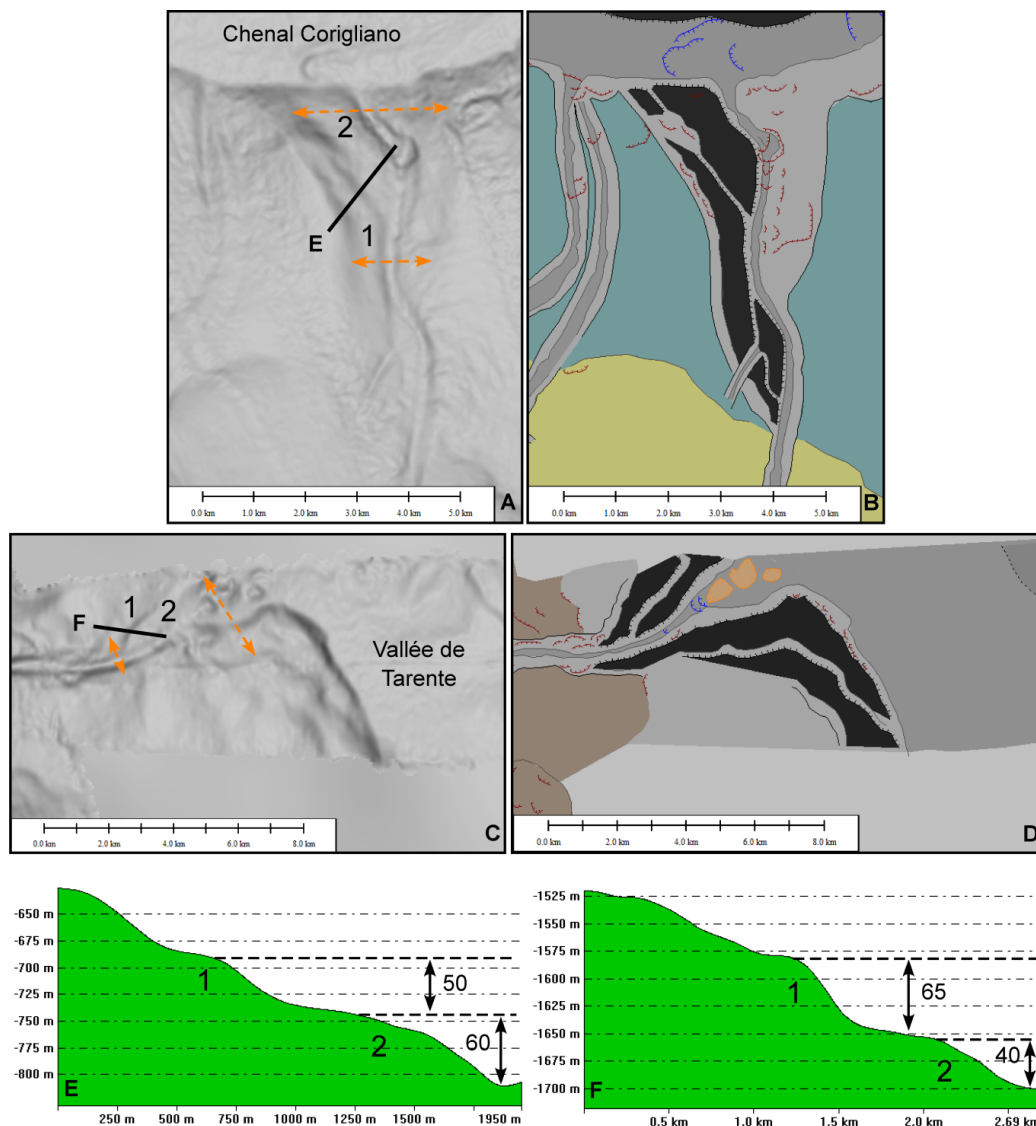 Chenal Corigliano
2
E
1
0.0 km 1.0 km 2.0 km 3.0 km 4.0 km 5.0 km
A
0.0 km 1.0 km 2.0 km 3.0 km 4.0 km 5.0 km
B
F
1 2
Vallée de
Tarente
0.0 km 2.0 km 4.0 km 6.0 km 8.0 km
C
0.0 km 2.0 km 4.0 km 6.0 km 8.0 km
D
-650 m
-675 m
-700 m
-725 m
-750 m
-775 m
-800 m
1
50
2
60
E
250 m 500 m 750 m 1000 m 1250 m 1500 m 1950 m
-1525 m
-1550 m
-1575 m
-1600 m
-1625 m
-1650 m
-1675 m
-1700 m
1
65
2
40
F
0.5 km 1.0 km 1.5 km 2.0 km 2.69 km